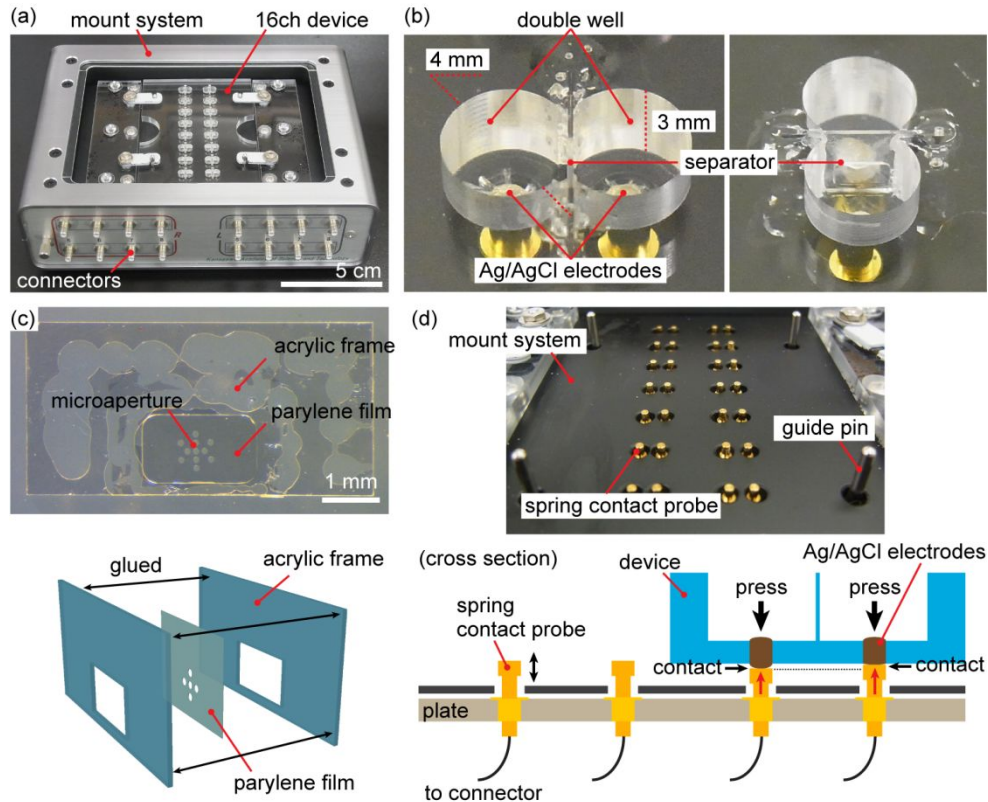 (a)
mount system
16ch device
R
L
connectors
5 cm
(b)
double well
4 mm
3 mm
separator
Ag/AgCl electrodes
(c)
acrylic frame
microaperture
parylene film
1 mm
glued
acrylic frame
parylene film
(d)
mount system
guide pin
spring contact probe
(cross section)
Ag/AgCl electrodes
device
press
press
spring
contact probe
contact
contact
plate
to connector